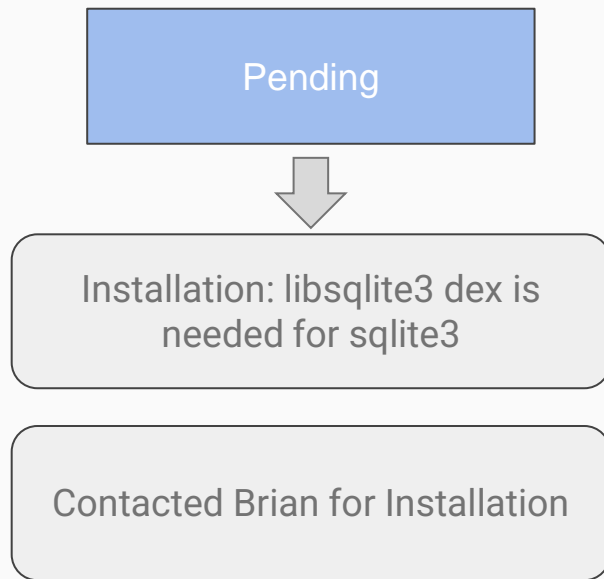 Pending
Installation: libsqlite3 dex is
needed for sqlite3
Contacted Brian for Installation